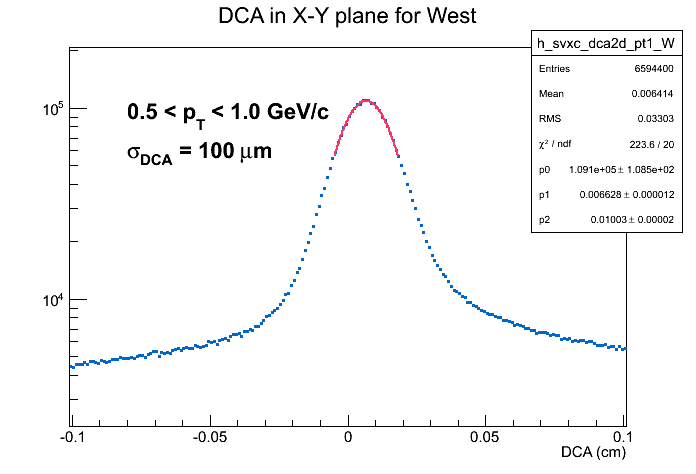 DCA in X-Y plane for West
h_svxc_dca2d_pt1_W
Entries 6594400
Mean 0.006414
RMS 0.03303
χ² / ndf 223.6 / 20
p0 1.091e+05 ± 1.085e+02
p1 0.006628 ± 0.000012
p2 0.01003 ± 0.00002
0.5 < p_T < 1.0 GeV/c
σ_DCA = 100 μm
10⁵
10⁴
-0.1 -0.05 0 0.05 0.1
DCA (cm)